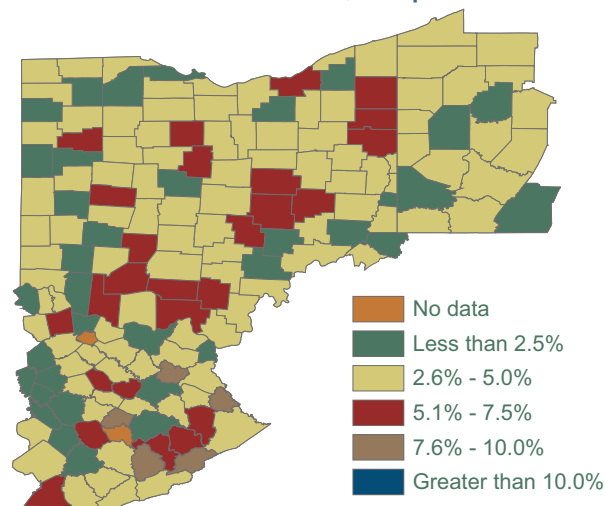 No data
Less than 2.5%
2.6% - 5.0%
5.1% - 7.5%
7.6% - 10.0%
Greater than 10.0%